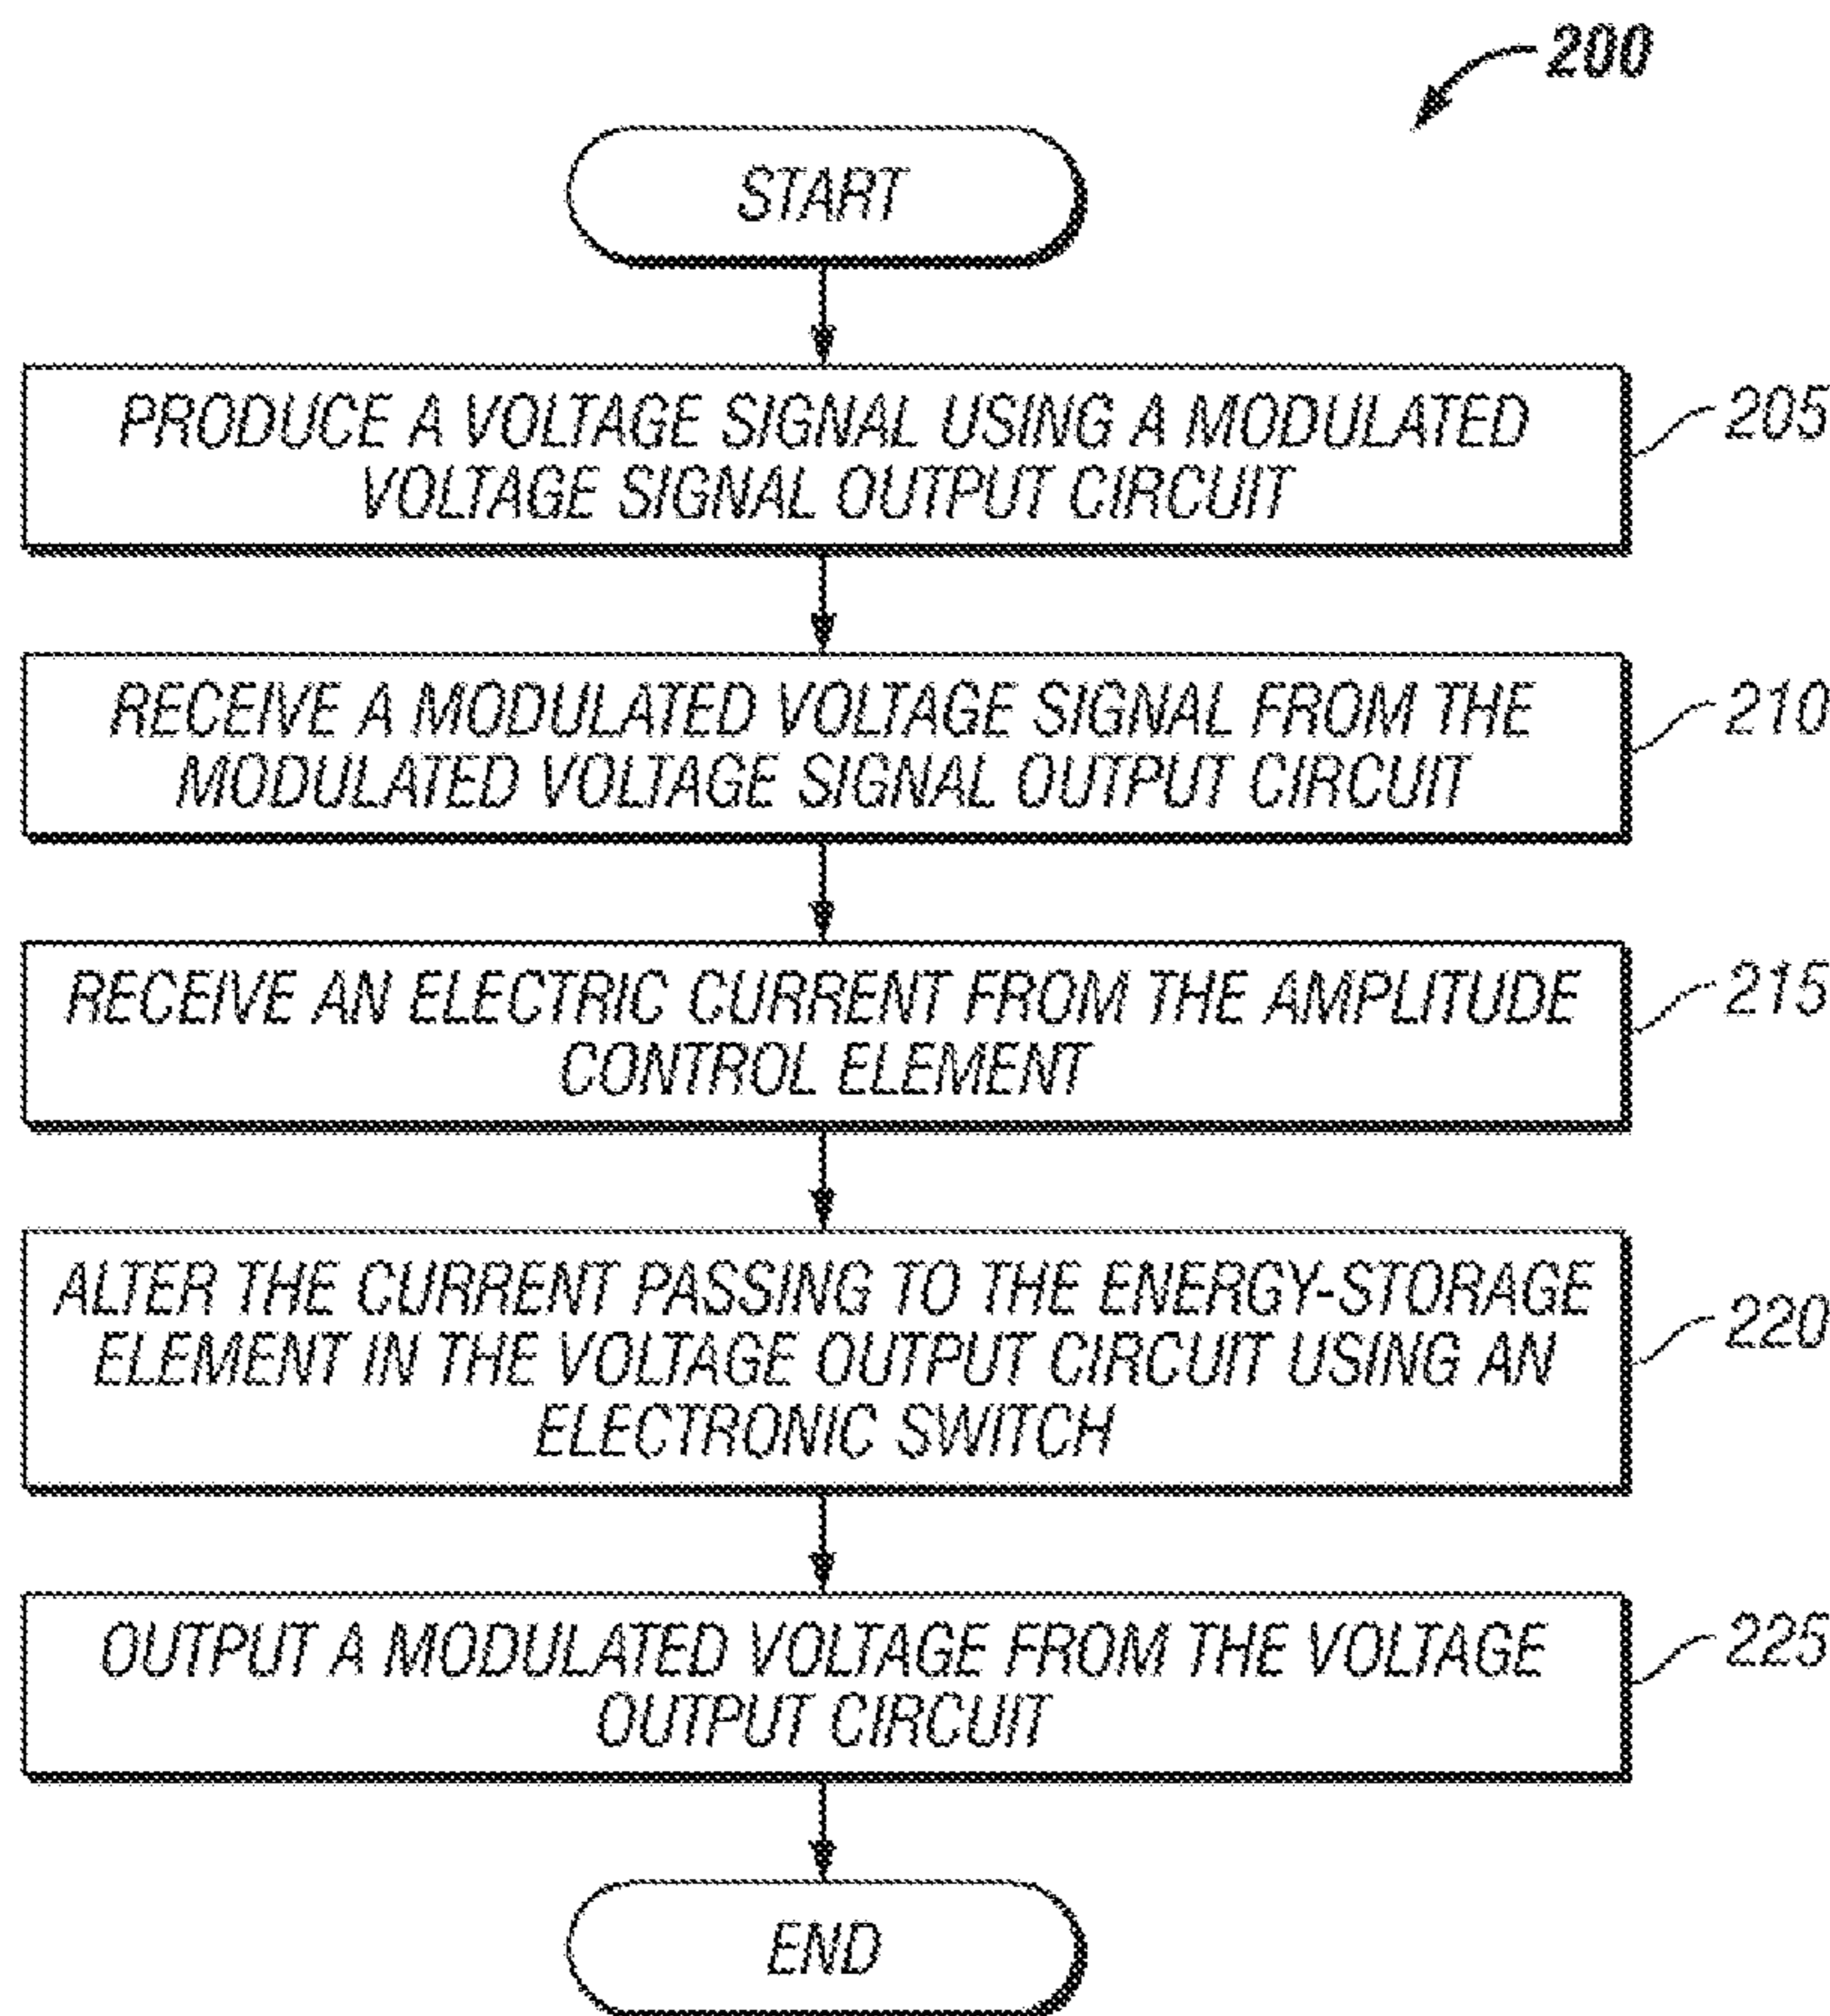 200
START
PRODUCE A VOLTAGE SIGNAL USING A MODULATED
VOLTAGE SIGNAL OUTPUT CIRCUIT
205
RECEIVE A MODULATED VOLTAGE SIGNAL FROM THE
MODULATED VOLTAGE SIGNAL OUTPUT CIRCUIT
210
RECEIVE AN ELECTRIC CURRENT FROM THE AMPLITUDE
CONTROL ELEMENT
215
ALTER THE CURRENT PASSING TO THE ENERGY-STORAGE
ELEMENT IN THE VOLTAGE OUTPUT CIRCUIT USING AN
ELECTRONIC SWITCH
220
OUTPUT A MODULATED VOLTAGE FROM THE VOLTAGE
OUTPUT CIRCUIT
225
END